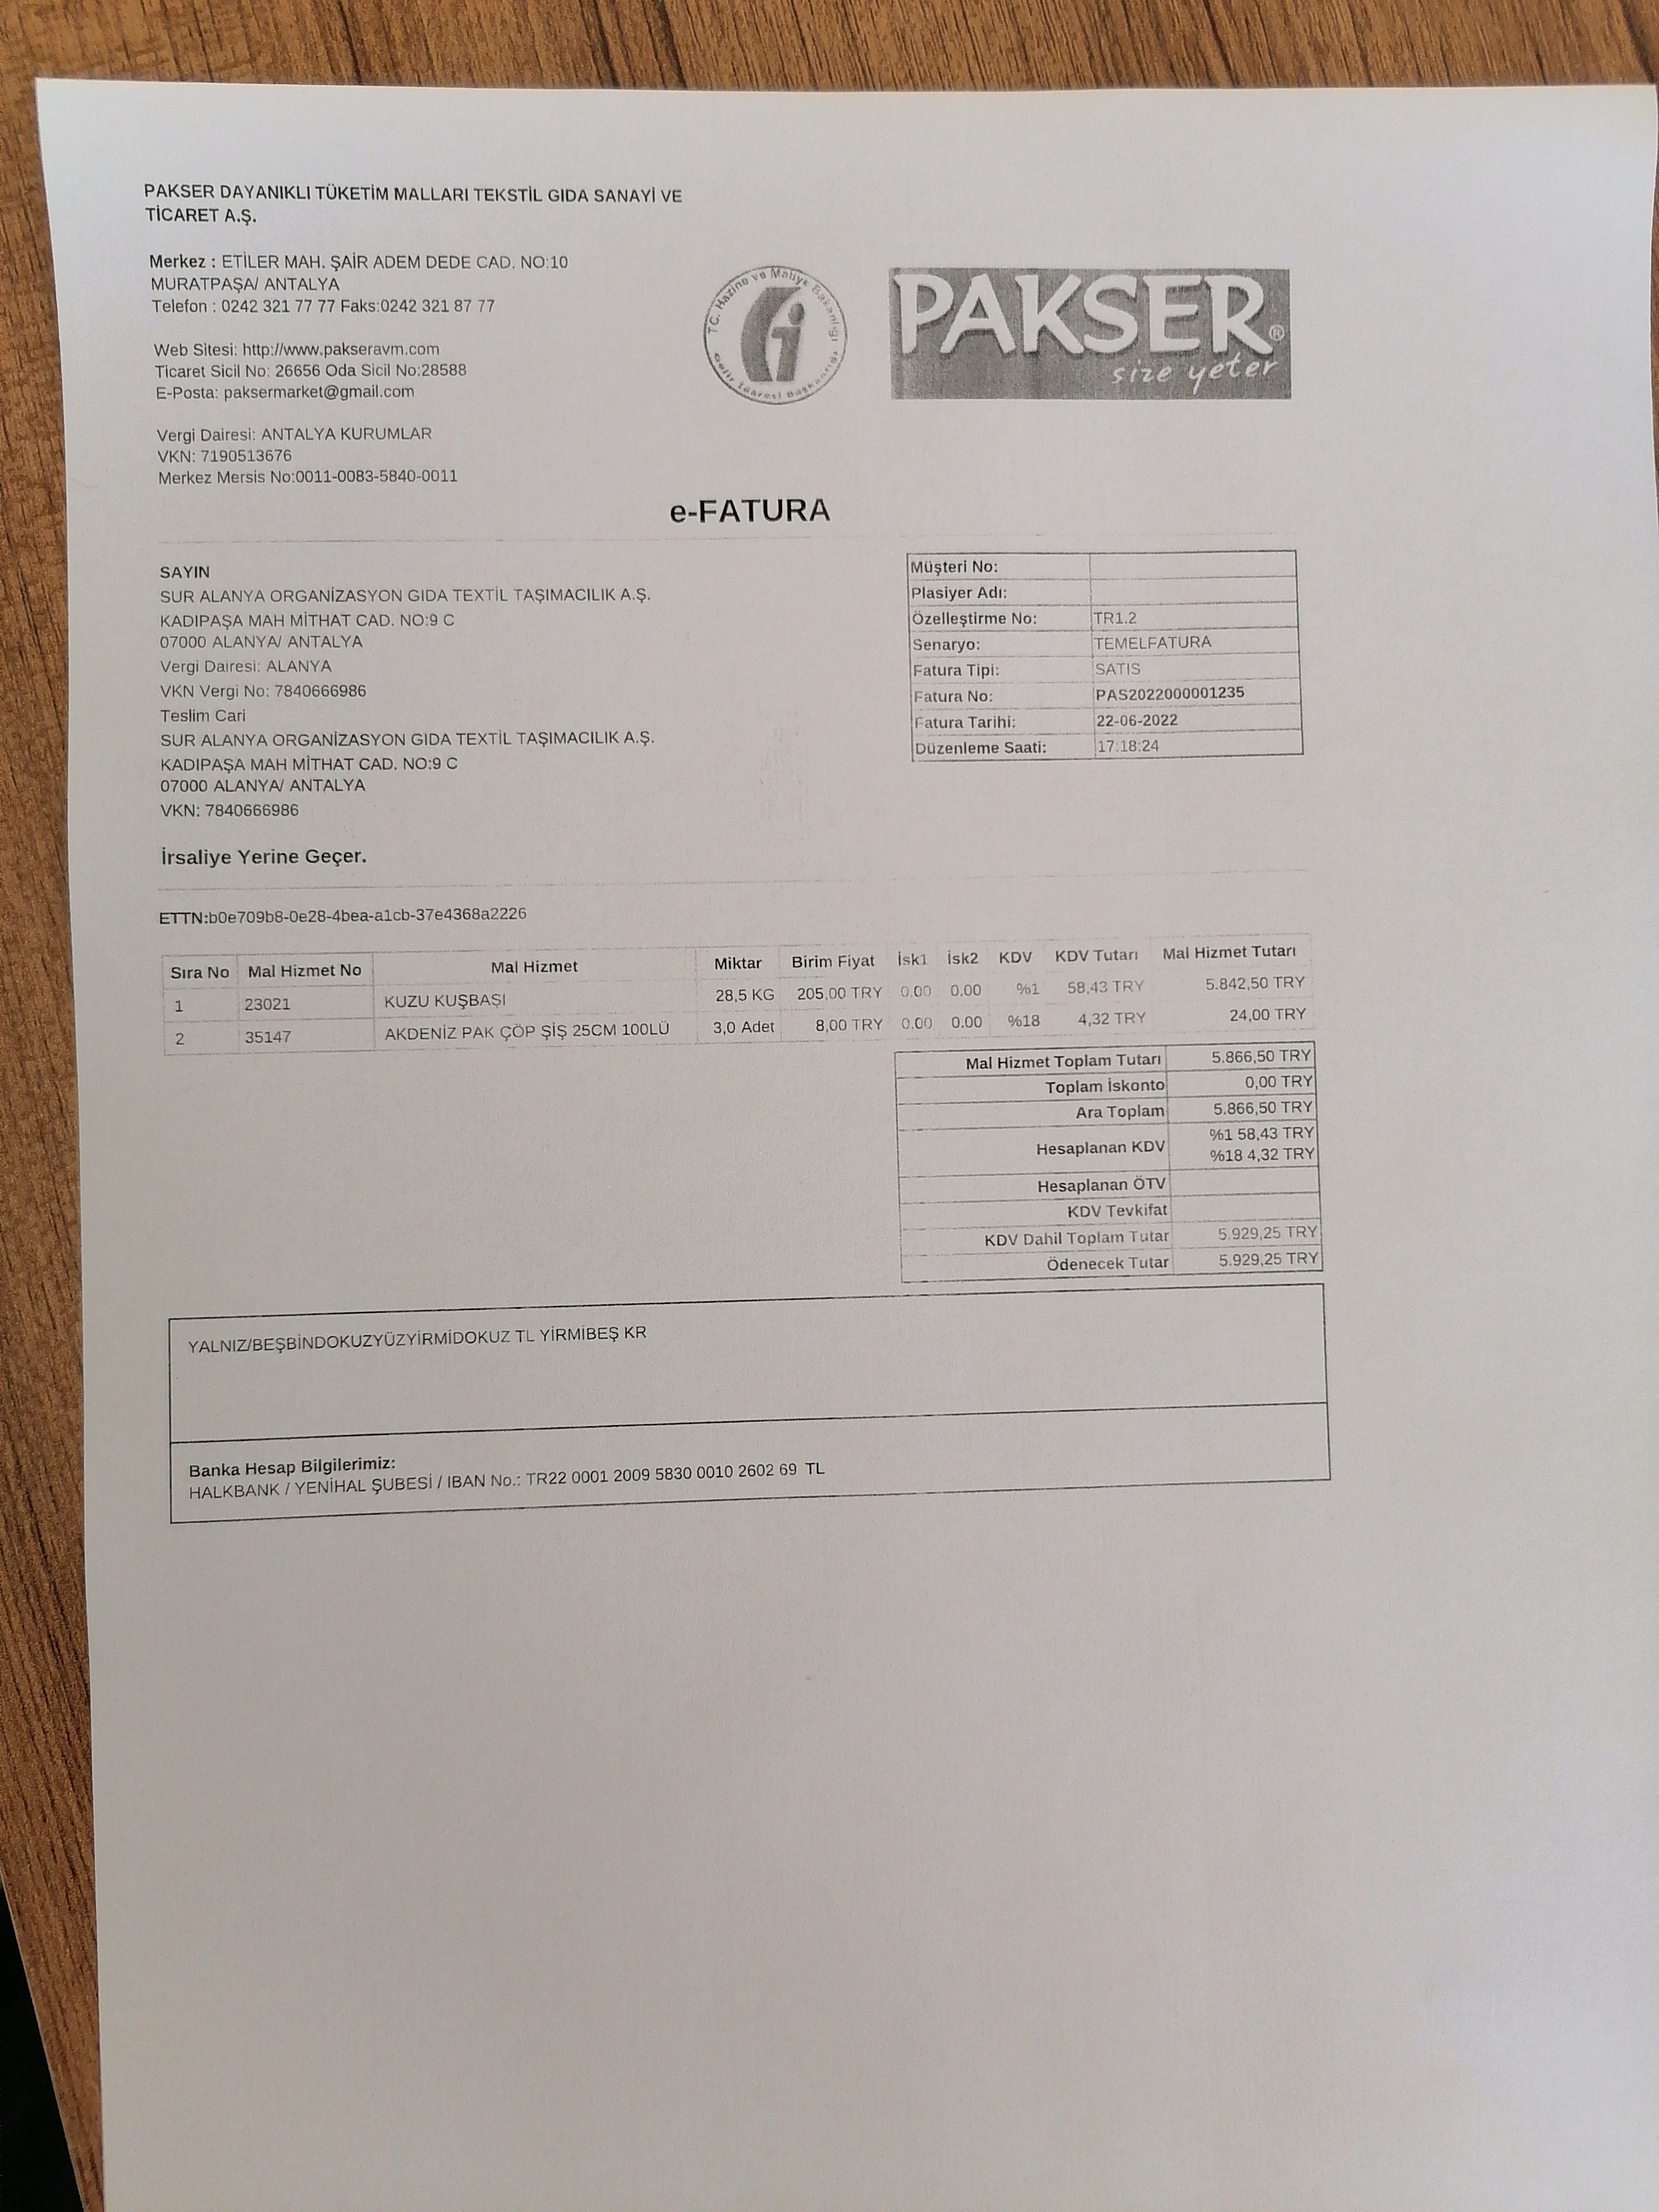 PAKSER DAYANIKLI TÜKETİM MALLARI TEKSTİL GIDA SANAYİ VE
TİCARET A.Ş.
Merkez : ETİLER MAH. ŞAİR ADEM DEDE CAD. NO:10
MURATPAŞA/ ANTALYA
Telefon : 0242 321 77 77 Faks:0242 321 87 77
Web Sitesi: http://www.pakseravm.com
Ticaret Sicil No: 26656 Oda Sicil No:28588
E-Posta: paksermarket@gmail.com
Vergi Dairesi: ANTALYA KURUMLAR
VKN: 7190513676
Merkez Mersis No:0011-0083-5840-0011
T.C. Hazine ve Maliye Bakanlığı
Gelir İdaresi Başkanlığı
PAKSER®
size yeter
e-FATURA
SAYIN
SUR ALANYA ORGANİZASYON GIDA TEXTİL TAŞIMACILIK A.Ş.
KADIPAŞA MAH MİTHAT CAD. NO:9 C
07000 ALANYA/ ANTALYA
Vergi Dairesi: ALANYA
VKN Vergi No: 7840666986
Teslim Cari
SUR ALANYA ORGANİZASYON GIDA TEXTİL TAŞIMACILIK A.Ş.
KADIPAŞA MAH MİTHAT CAD. NO:9 C
07000 ALANYA/ ANTALYA
VKN: 7840666986
Müşteri No:
Plasiyer Adı:
Özelleştirme No: TR1.2
Senaryo: TEMELFATURA
Fatura Tipi: SATIS
Fatura No: PAS2022000001235
Fatura Tarihi: 22-06-2022
Düzenleme Saati: 17:18:24
İrsaliye Yerine Geçer.
ETTN:b0e709b8-0e28-4bea-a1cb-37e4368a2226
Sıra No Mal Hizmet No Mal Hizmet Miktar Birim Fiyat İsk1 İsk2 KDV KDV Tutarı Mal Hizmet Tutarı
1 23021 KUZU KUŞBAŞI 28,5 KG 205,00 TRY 0.00 0.00 %1 58,43 TRY 5.842,50 TRY
2 35147 AKDENİZ PAK ÇÖP ŞİŞ 25CM 100LÜ 3,0 Adet 8,00 TRY 0.00 0.00 %18 4,32 TRY 24,00 TRY
Mal Hizmet Toplam Tutarı 5.866,50 TRY
Toplam İskonto 0,00 TRY
Ara Toplam 5.866,50 TRY
Hesaplanan KDV %1 58,43 TRY
%18 4,32 TRY
Hesaplanan ÖTV
KDV Tevkifat
KDV Dahil Toplam Tutar 5.929,25 TRY
Ödenecek Tutar 5.929,25 TRY
YALNIZ/BEŞBİNDOKUZYÜZYİRMİDOKUZ TL YİRMİBEŞ KR
Banka Hesap Bilgilerimiz:
HALKBANK / YENİHAL ŞUBESİ / IBAN No.: TR22 0001 2009 5830 0010 2602 69 TL